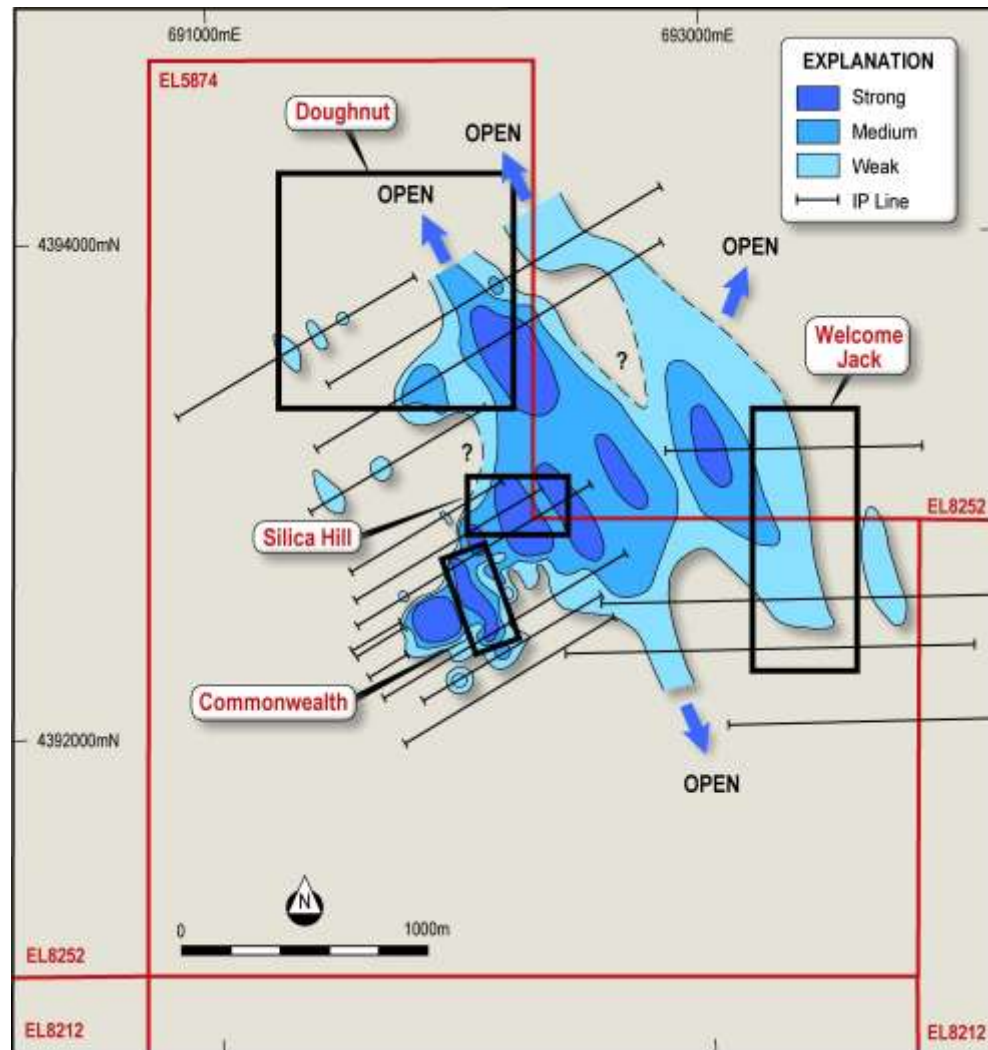 691000mE
693000mE
EL5874
EXPLANATION
Strong
Medium
Weak
IP Line
Doughnut
OPEN
OPEN
4394000mN
OPEN
Welcome
Jack
?
?
EL8252
Silica Hill
Commonwealth
4392000mN
OPEN
N
0
1000m
EL8252
EL8212
EL8212